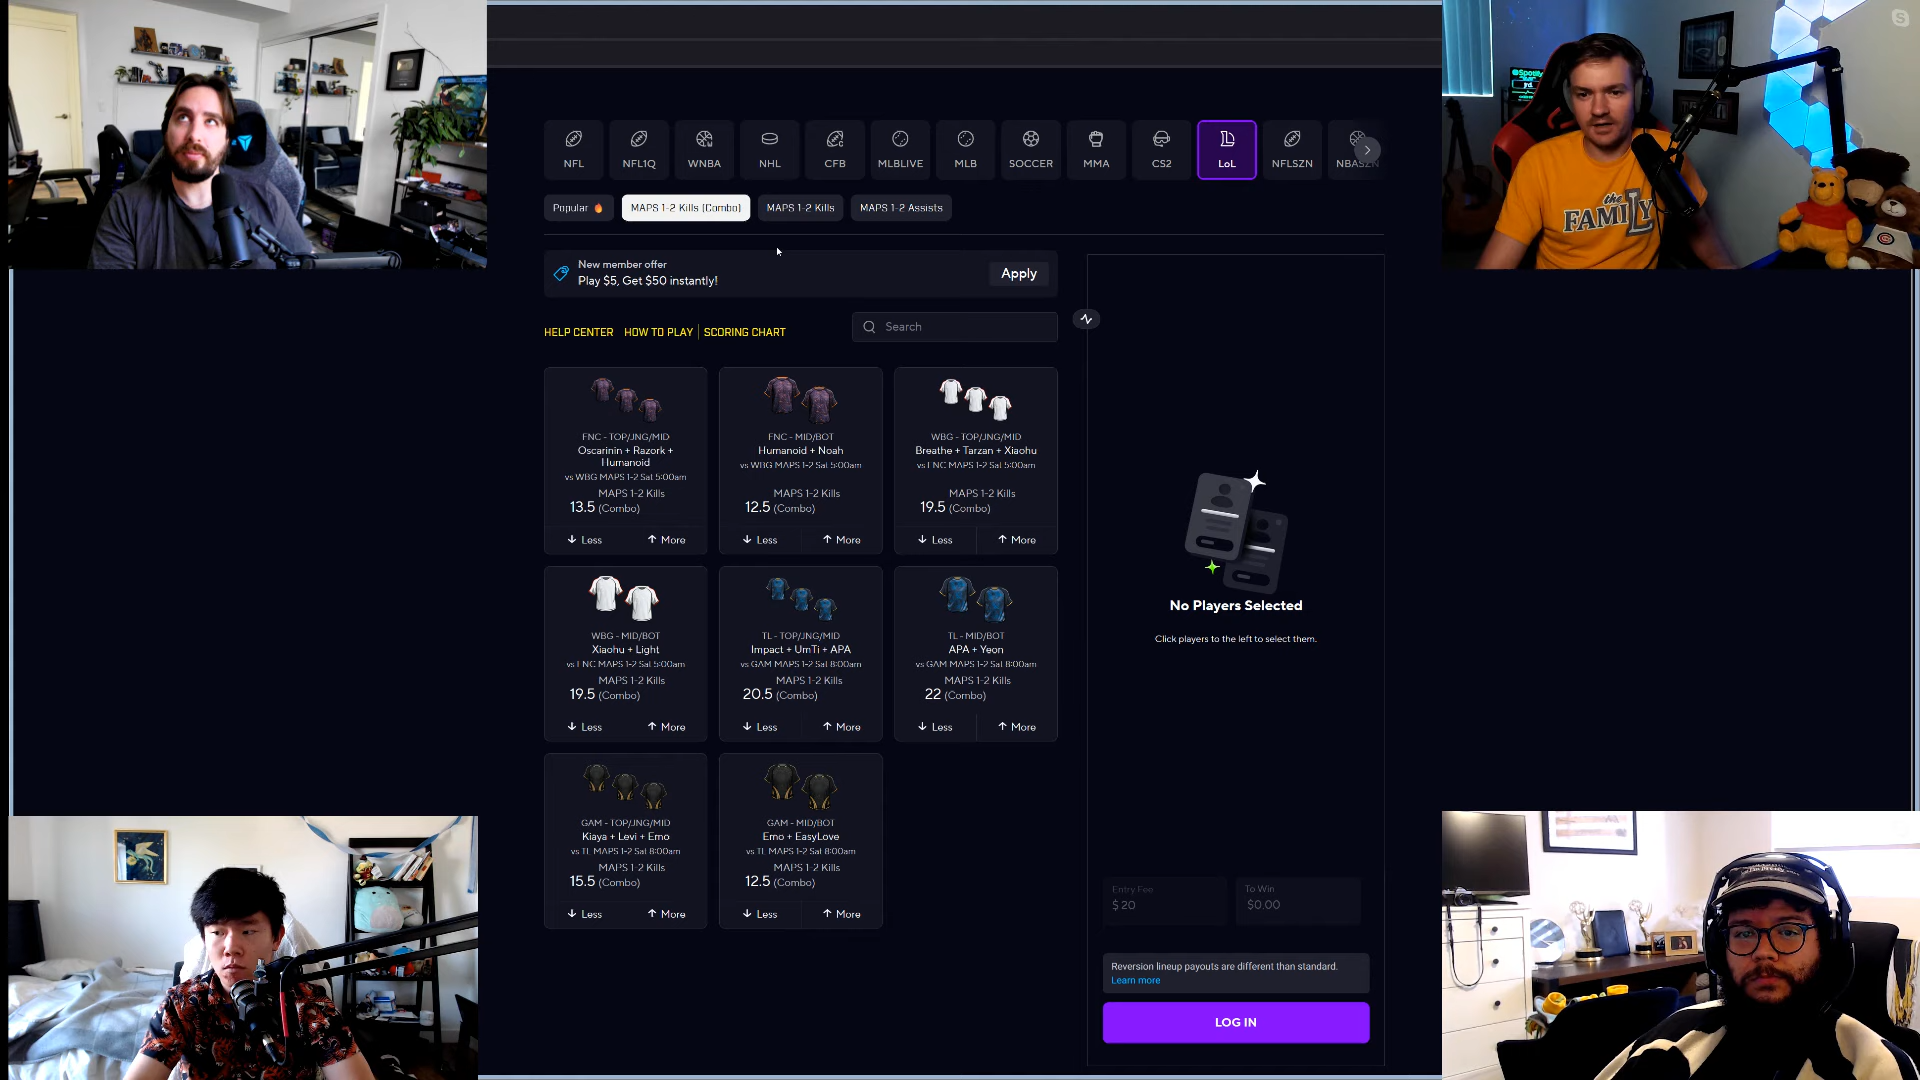 NFL
NFL1Q
WNBA
NHL
CFB
MLBLIVE
MLB
SOCCER
MMA
CS2
LoL
NFLSZN
NBASZN
Popular
MAPS 1-2 Kills (Combo)
MAPS 1-2 Kills
MAPS 1-2 Assists
New member offer
Play $5, Get $50 instantly!
Apply
HELP CENTER
HOW TO PLAY
SCORING CHART
Search
FNC - TOP/JNG/MID
Oscarinin + Razork +
Humanoid
vs WBG MAPS 1-2 Sat 5:00am
13.5 MAPS 1-2 Kills
(Combo)
Less
More
FNC - MID/BOT
Humanoid + Noah
vs WBG MAPS 1-2 Sat 5:00am
12.5 MAPS 1-2 Kills
(Combo)
Less
More
WBG - TOP/JNG/MID
Breathe + Tarzan + Xiaohu
vs FNC MAPS 1-2 Sat 5:00am
19.5 MAPS 1-2 Kills
(Combo)
Less
More
WBG - MID/BOT
Xiaohu + Light
vs FNC MAPS 1-2 Sat 5:00am
19.5 MAPS 1-2 Kills
(Combo)
Less
More
TL - TOP/JNG/MID
Impact + UmTi + APA
vs GAM MAPS 1-2 Sat 8:00am
20.5 MAPS 1-2 Kills
(Combo)
Less
More
TL - MID/BOT
APA + Yeon
vs GAM MAPS 1-2 Sat 8:00am
22 MAPS 1-2 Kills
(Combo)
Less
More
GAM - TOP/JNG/MID
Kiaya + Levi + Emo
vs TL MAPS 1-2 Sat 8:00am
15.5 MAPS 1-2 Kills
(Combo)
Less
More
GAM - MID/BOT
Emo + EasyLove
vs TL MAPS 1-2 Sat 8:00am
12.5 MAPS 1-2 Kills
(Combo)
Less
More
No Players Selected
Click players to the left to select them.
Entry Fee
$ 20
To Win
$0.00
Reversion lineup payouts are different than standard.
Learn more
LOG IN
Spotify
the
FAMILY